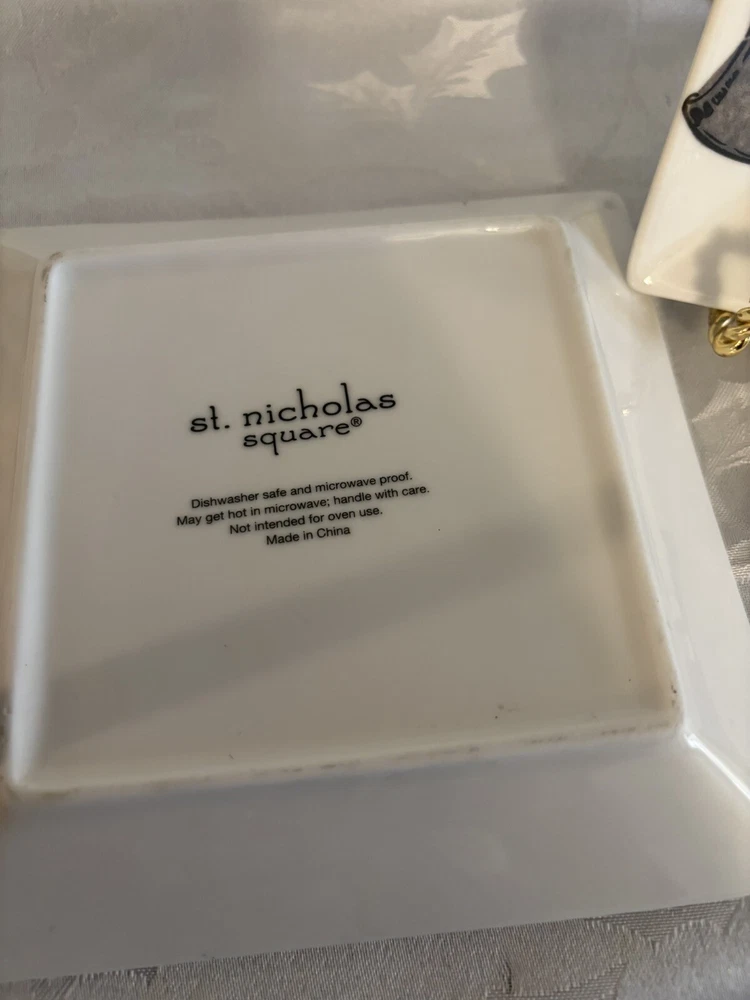 st. nicholas
square®
Dishwasher safe and microwave proof.
May get hot in microwave; handle with care.
Not intended for oven use.
Made in China